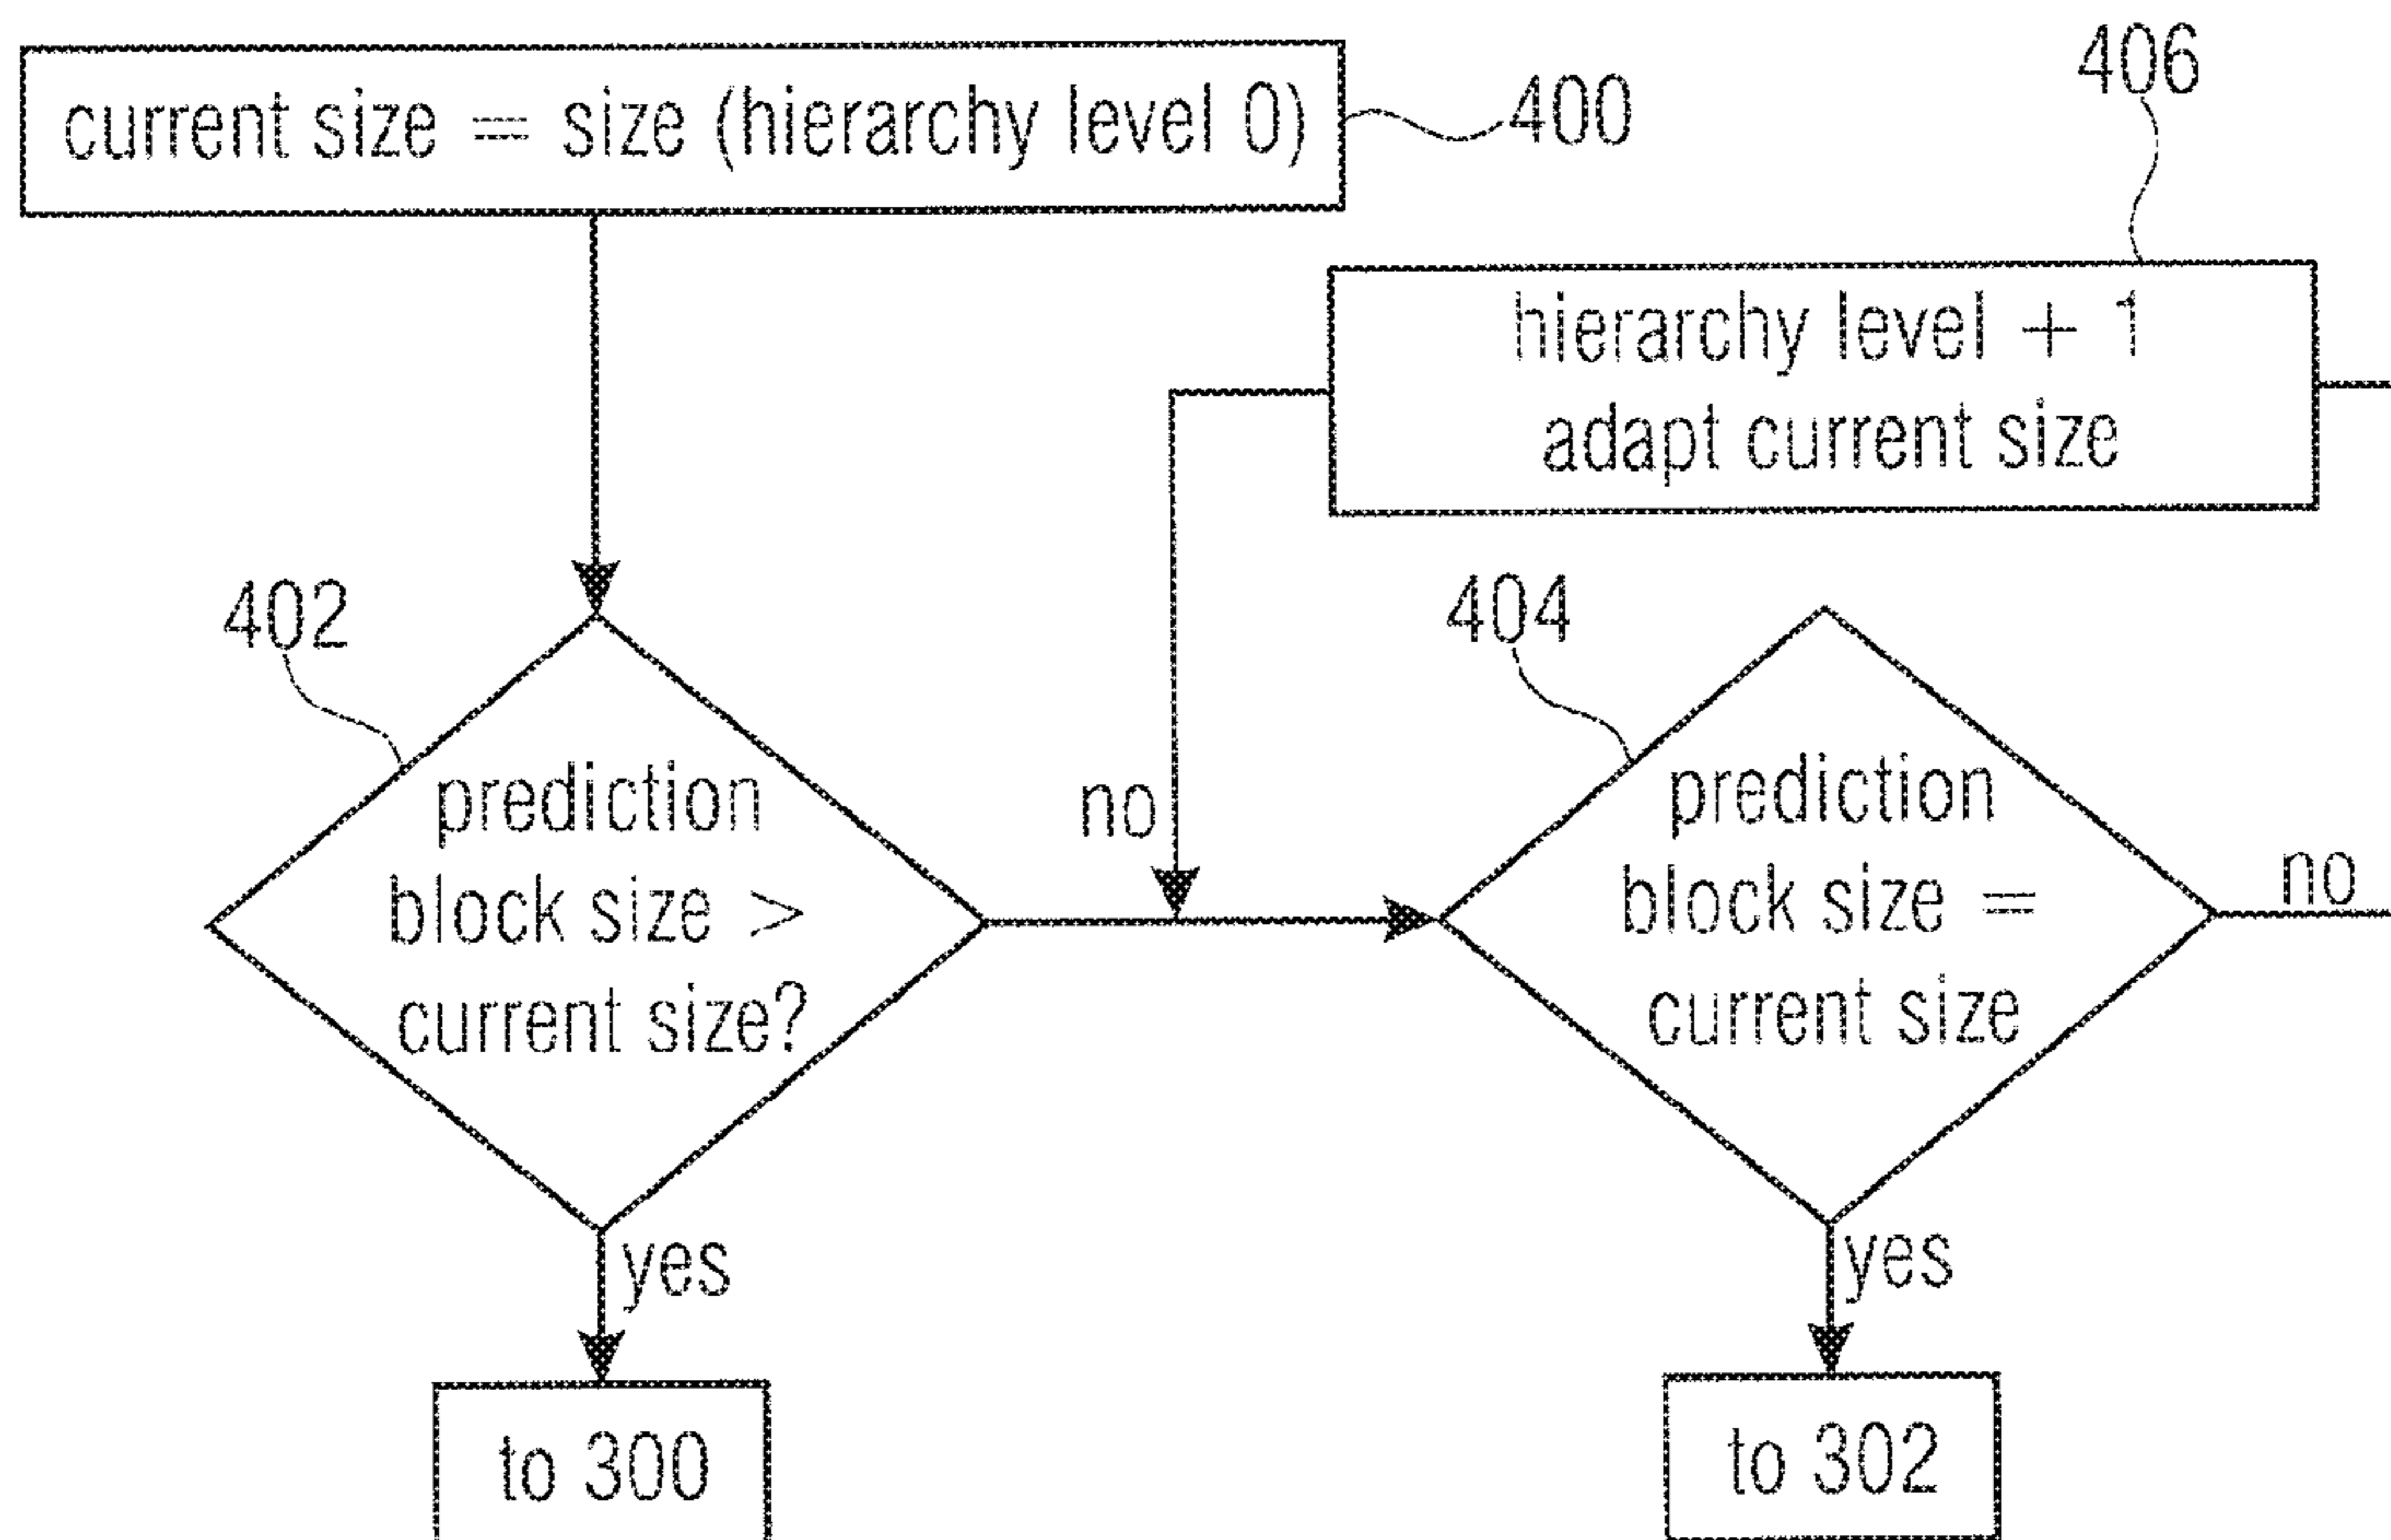 current size = size (hierarchy level 0)
400
406
hierarchy level + 1
adapt current size
402
prediction
block size >
current size?
no
404
prediction
block size =
current size
no
yes
to 300
yes
to 302